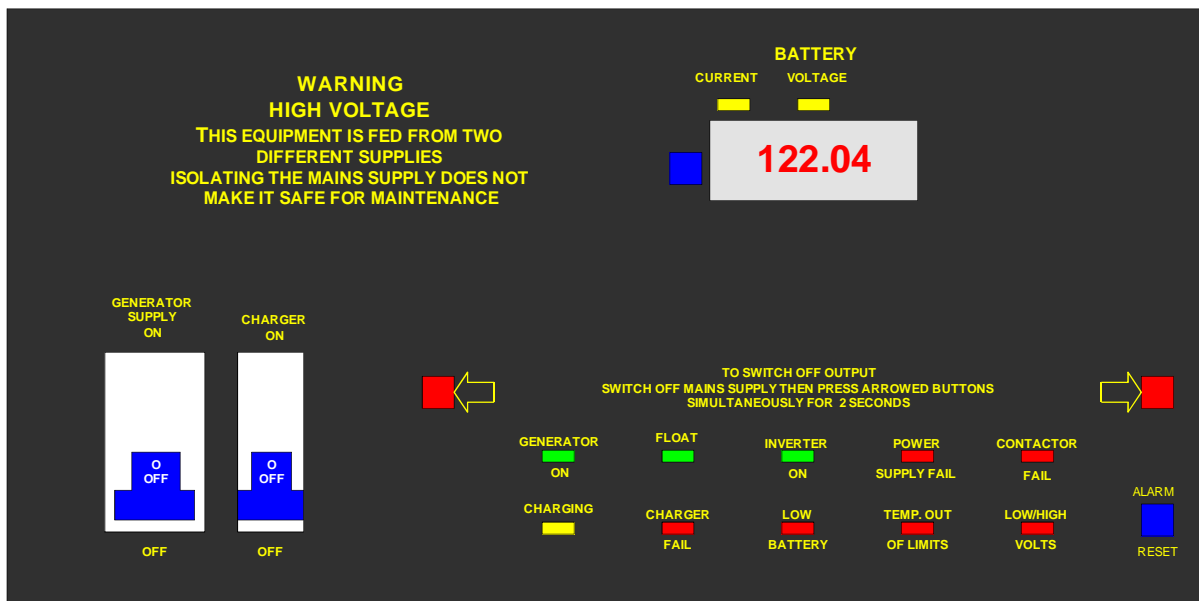 BATTERY
CURRENT
VOLTAGE
WARNING
HIGH VOLTAGE
THIS EQUIPMENT IS FED FROM TWO
DIFFERENT SUPPLIES
ISOLATING THE MAINS SUPPLY DOES NOT
MAKE IT SAFE FOR MAINTENANCE
122.04
GENERATOR
SUPPLY
ON
CHARGER
ON
O
OFF
O
OFF
OFF
OFF
TO SWITCH OFF OUTPUT
SWITCH OFF MAINS SUPPLY THEN PRESS ARROWED BUTTONS
SIMULTANEOUSLY FOR 2 SECONDS
GENERATOR
ON
FLOAT
INVERTER
ON
POWER
SUPPLY FAIL
CONTACTOR
FAIL
CHARGING
CHARGER
FAIL
LOW
BATTERY
TEMP. OUT
OF LIMITS
LOW/HIGH
VOLTS
ALARM
RESET